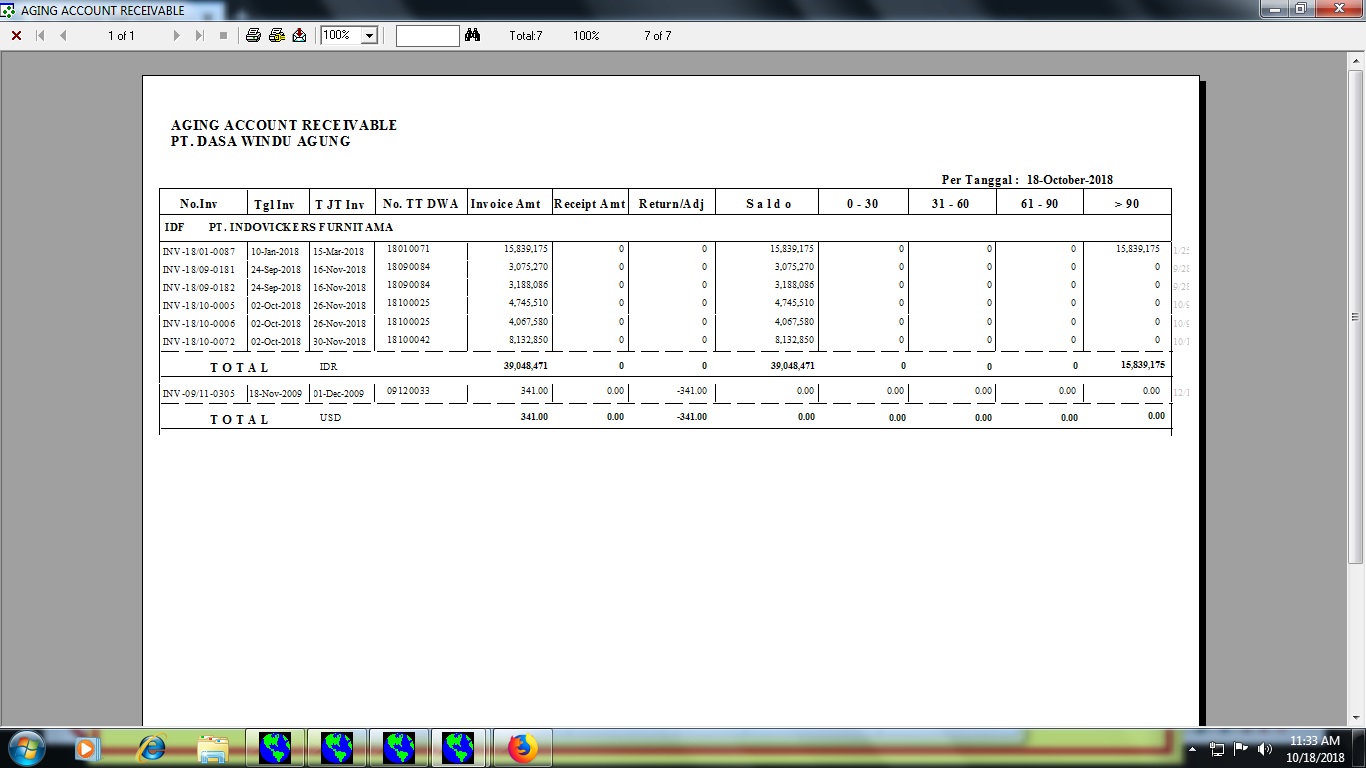 AGING ACCOUNT RECEIVABLE
1 of 1 100% Total:7 100% 7 of 7
AGING ACCOUNT RECEIVABLE
PT. DASA WINDU AGUNG
Per Tanggal : 18-October-2018
No.Inv Tgl Inv T JT Inv No. TT DWA Invoice Amt Receipt Amt Return/Adj Saldo 0 - 30 31 - 60 61 - 90 > 90
IDF PT. INDOVICKERS FURNITAMA
INV-18/01-0087 10-Jan-2018 15-Mar-2018 18010071 15,839,175 0 0 15,839,175 0 0 0 15,839,175
INV-18/09-0181 24-Sep-2018 16-Nov-2018 18090084 3,075,270 0 0 3,075,270 0 0 0 0
INV-18/09-0182 24-Sep-2018 16-Nov-2018 18090084 3,188,086 0 0 3,188,086 0 0 0 0
INV-18/10-0005 02-Oct-2018 26-Nov-2018 18100025 4,745,510 0 0 4,745,510 0 0 0 0
INV-18/10-0006 02-Oct-2018 26-Nov-2018 18100025 4,067,580 0 0 4,067,580 0 0 0 0
INV-18/10-0072 02-Oct-2018 30-Nov-2018 18100042 8,132,850 0 0 8,132,850 0 0 0 0
TOTAL IDR 39,048,471 0 0 39,048,471 0 0 0 15,839,175
INV-09/11-0305 18-Nov-2009 01-Dec-2009 09120033 341.00 0.00 -341.00 0.00 0.00 0.00 0.00 0.00
TOTAL USD 341.00 0.00 -341.00 0.00 0.00 0.00 0.00 0.00
11:33 AM
10/18/2018